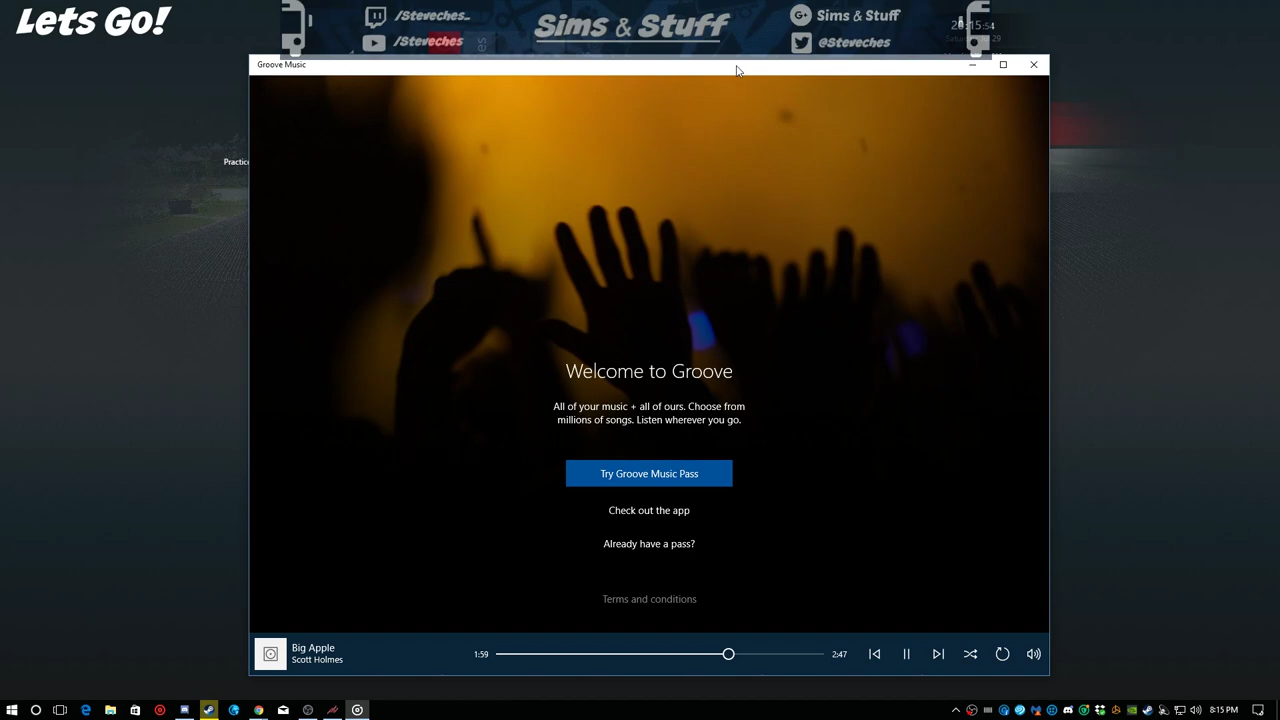 Lets Go!
/Steveches..
/Steveches
Sims & Stuff
Sims & Stuff
@Steveches
Groove Music
Practice
Welcome to Groove
All of your music + all of ours. Choose from
millions of songs. Listen wherever you go.
Try Groove Music Pass
Check out the app
Already have a pass?
Terms and conditions
Big Apple
Scott Holmes
1:59
2:47
8:15 PM